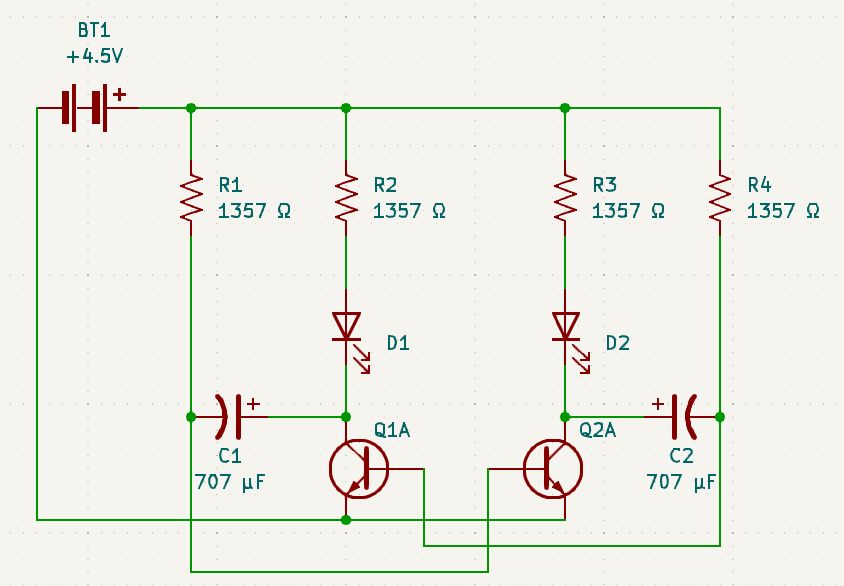 BT1
+4.5V
+
R1
1357 Ω
R2
1357 Ω
R3
1357 Ω
R4
1357 Ω
D1
D2
+
+
Q1A
Q2A
C1
707 µF
C2
707 µF